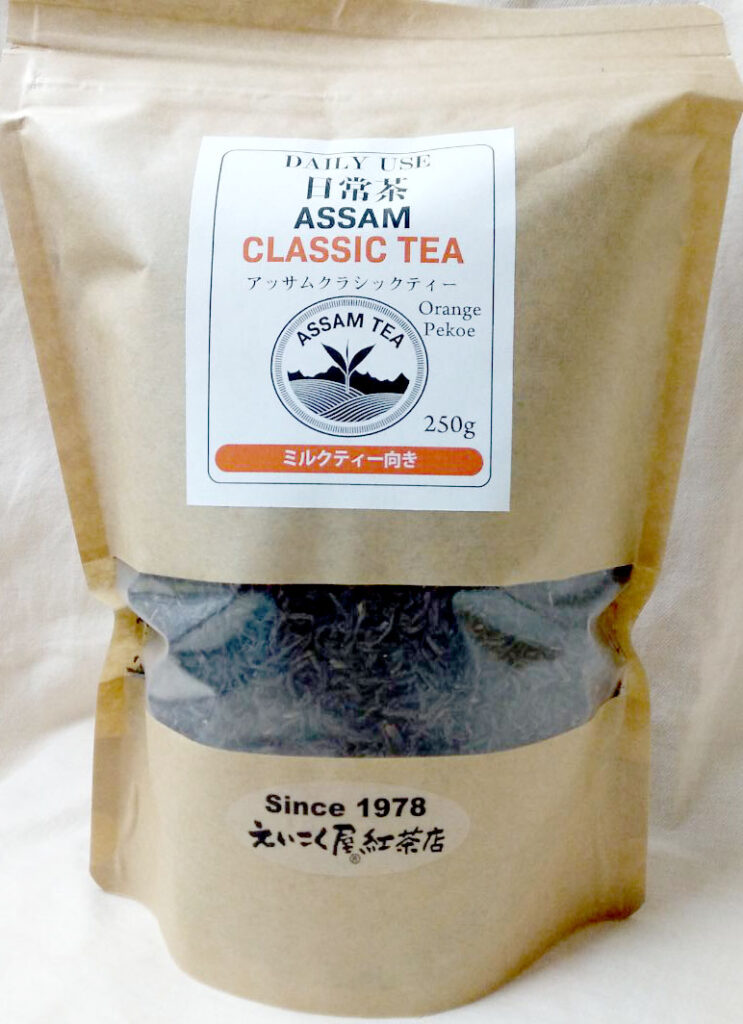 DAILY USE
日常茶
ASSAM
CLASSIC TEA
アッサムクラシックティー
Orange
Pekoe
ASSAM TEA
250g
ミルクティー向き
Since 1978
えいこく屋紅茶店
®